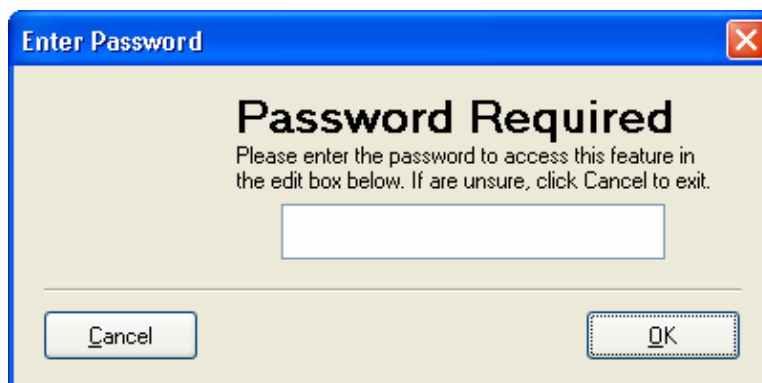 Enter Password
Password Required
Please enter the password to access this feature in
the edit box below. If are unsure, click Cancel to exit.
Cancel
OK